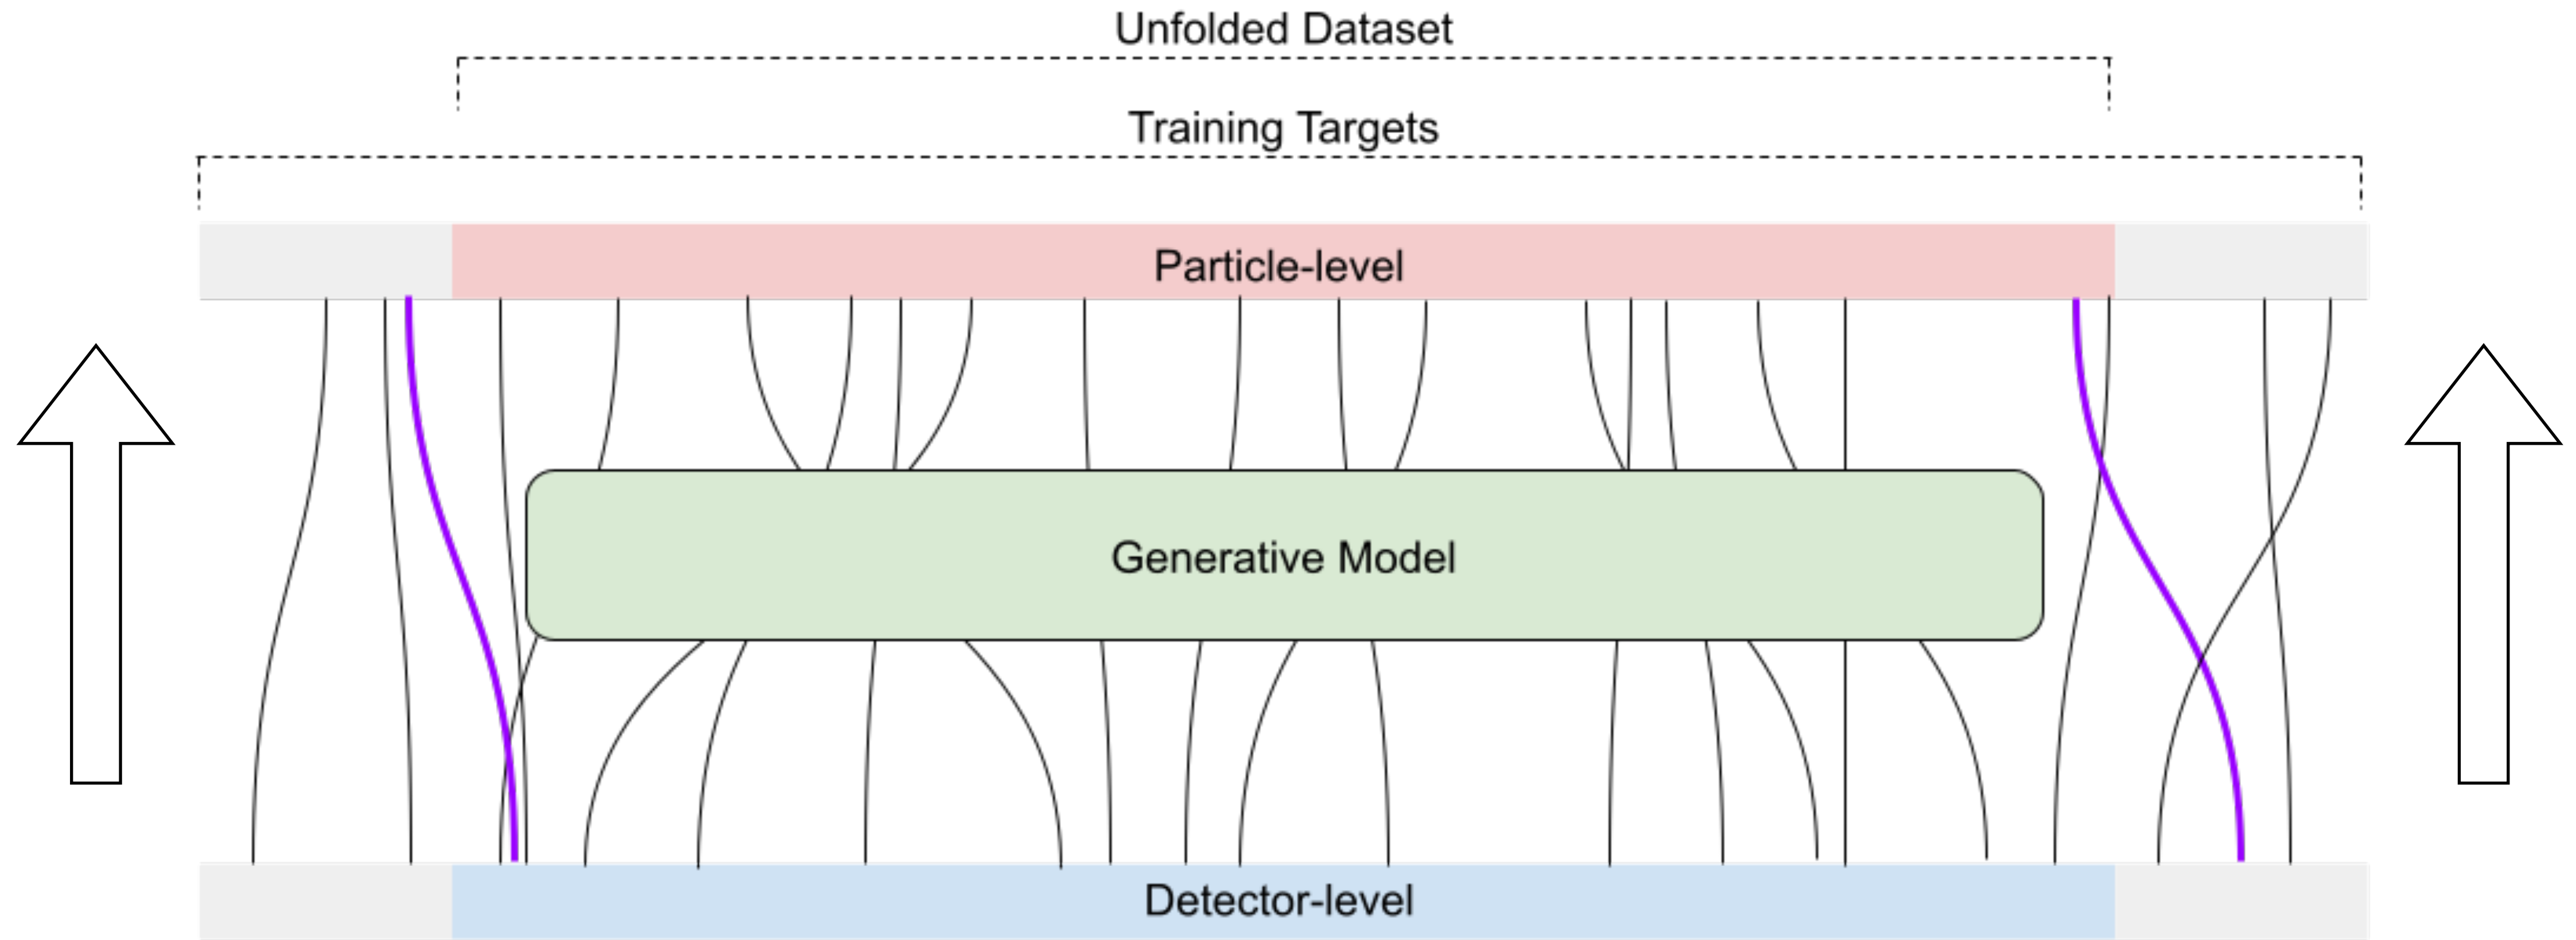 Unfolded Dataset
Training Targets
Particle-level
Generative Model
Detector-level